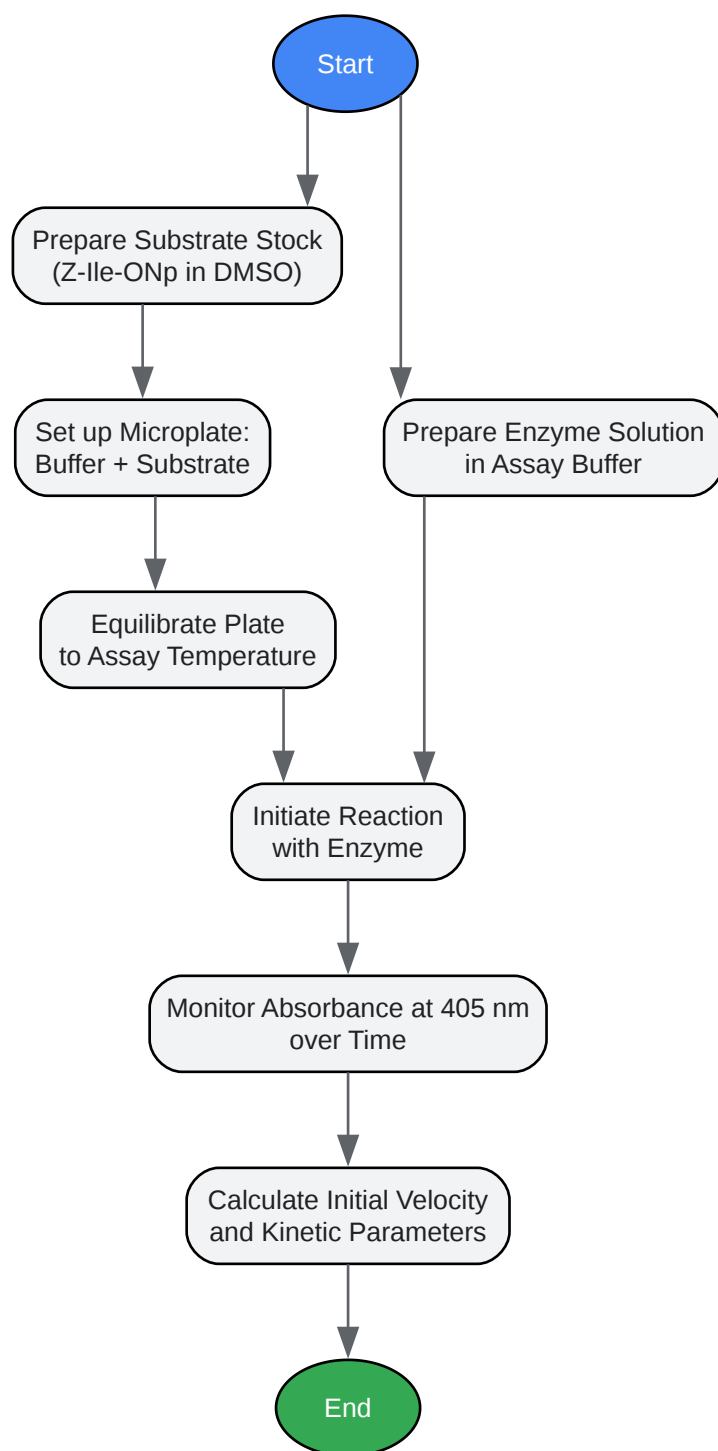 Start
Prepare Substrate Stock
(Z-Ile-ONp in DMSO)
Set up Microplate:
Buffer + Substrate
Prepare Enzyme Solution
in Assay Buffer
Equilibrate Plate
to Assay Temperature
Initiate Reaction
with Enzyme
Monitor Absorbance at 405 nm
over Time
Calculate Initial Velocity
and Kinetic Parameters
End